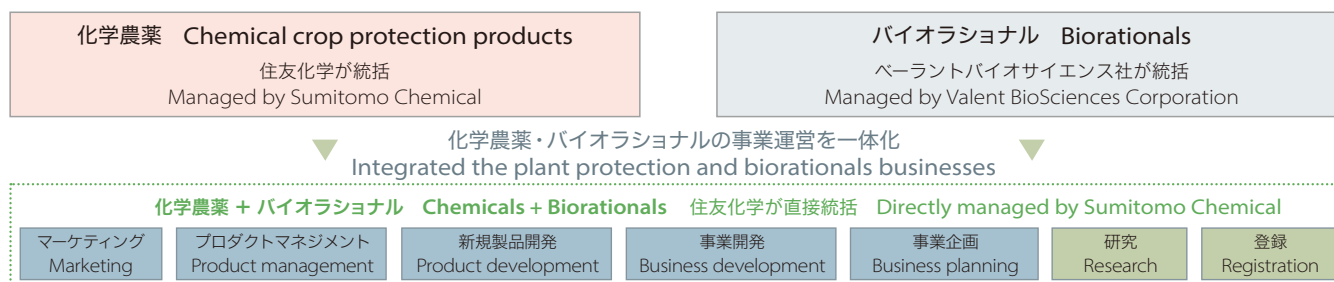 化学農薬 Chemical crop protection products
住友化学が統括
Managed by Sumitomo Chemical
バイオラショナル Biorationals
ベーラントバイオサイエンス社が統括
Managed by Valent BioSciences Corporation
化学農薬・バイオラショナルの事業運営を一体化
Integrated the plant protection and biorationals businesses
化学農薬 + バイオラショナル Chemicals + Biorationals 住友化学が直接統括 Directly managed by Sumitomo Chemical
マーケティング
Marketing
プロダクトマネジメント
Product management
新規製品開発
Product development
事業開発
Business development
事業企画
Business planning
研究
Research
登録
Registration